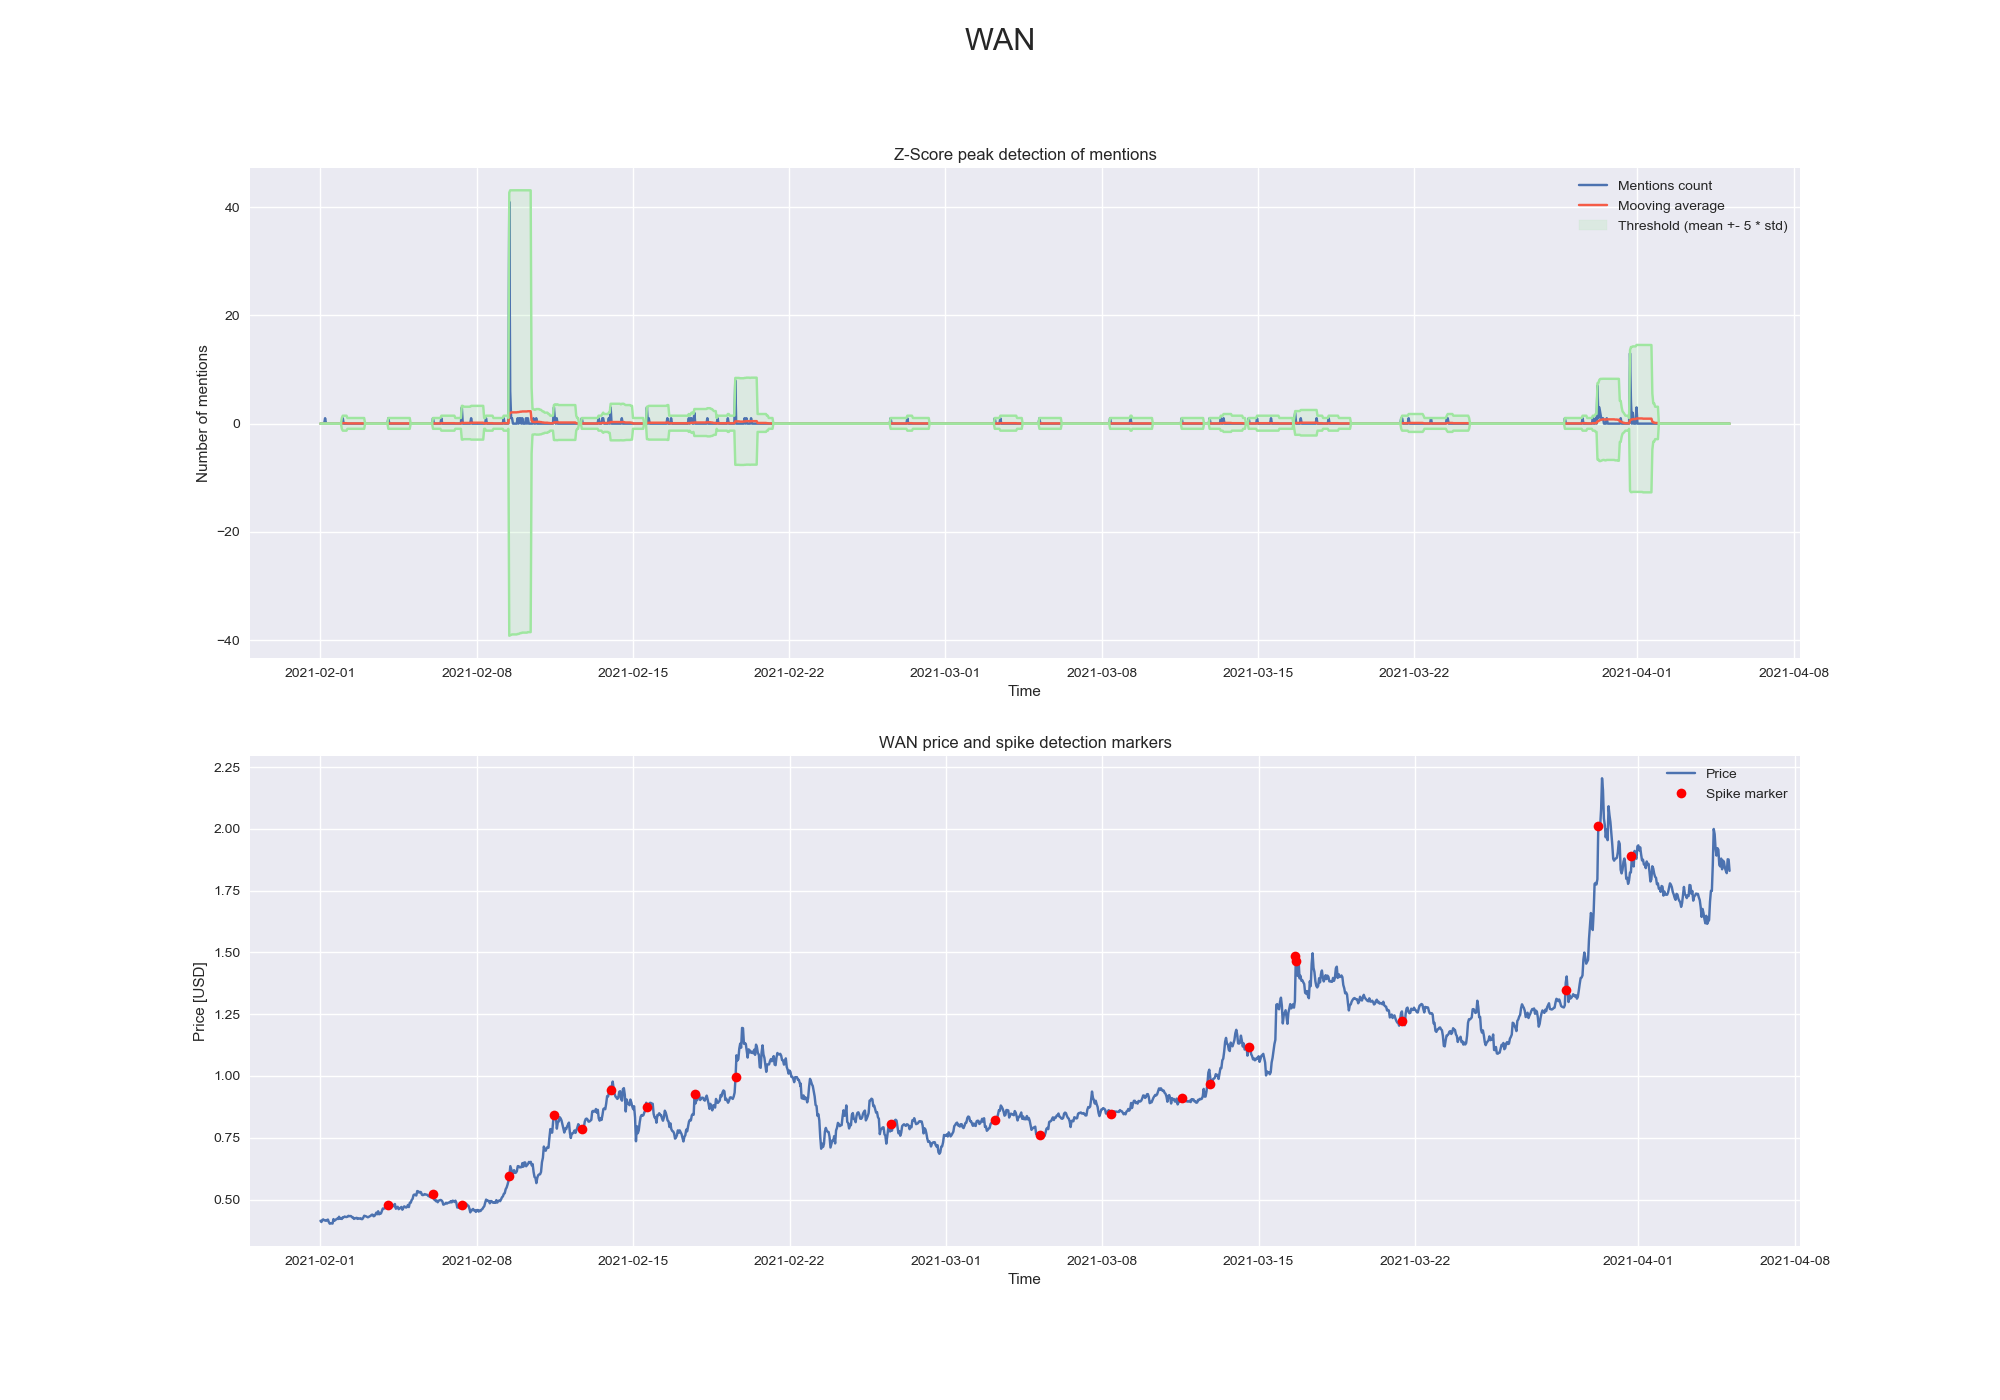 WAN
Z-Score peak detection of mentions
Mentions count
Mooving average
Threshold (mean +- 5 * std)
Number of mentions
40
20
0
−20
−40
2021-02-01 2021-02-08 2021-02-15 2021-02-22 2021-03-01 2021-03-08 2021-03-15 2021-03-22 2021-04-01 2021-04-08
Time
WAN price and spike detection markers
Price
Spike marker
Price [USD]
2.25
2.00
1.75
1.50
1.25
1.00
0.75
0.50
2021-02-01 2021-02-08 2021-02-15 2021-02-22 2021-03-01 2021-03-08 2021-03-15 2021-03-22 2021-04-01 2021-04-08
Time